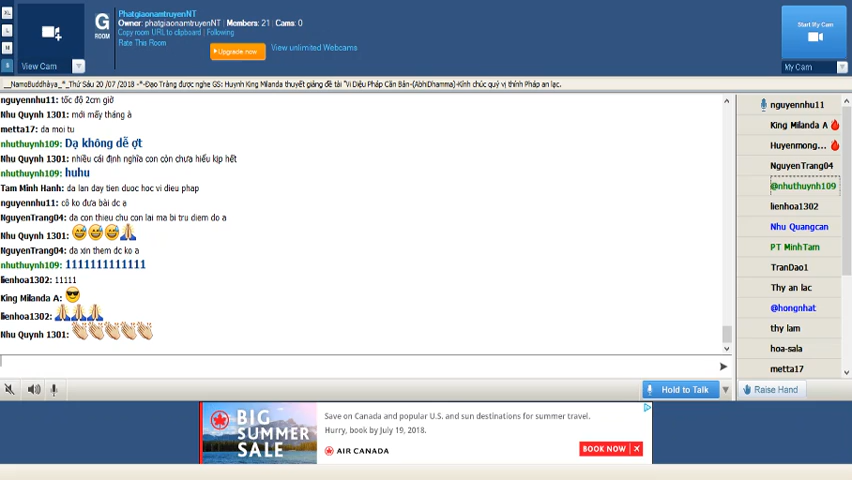 XL
L
M
S
View Cam
G
ROOM
PhatgiaonamtruyenNT
Owner: phatgiaonamtruyenNT | Members: 21 | Cams: 0
Copy room URL to clipboard | Following
Rate This Room
Upgrade now
View unlimited Webcams
Start My Cam
My Cam
__NamoBuddhàya_*_Thứ Sáu 20 /07 /2018 -*-Đạo Tràng được nghe GS: Huynh King Milanda thuyết giảng đề tài "Vi Diệu Pháp Căn Bản-(AbhiDhamma)-Kính chúc quý vị thính Pháp an lạc.
nguyennhu11: tốc độ 2cm giờ
Nhu Quynh 1301: mới mấy tháng à
metta17: da moi tu
nhuthuynh109: Dạ không dễ ợt
Nhu Quynh 1301: nhiều cái định nghĩa con còn chưa hiểu kịp hết
nhuthuynh109: huhu
Tam Minh Hanh: da lan day tien duoc hoc vi dieu phap
nguyennhu11: cô ko đưa bài dc a
NguyenTrang04: da con thieu chu con lai ma bi tru diem do a
Nhu Quynh 1301:
NguyenTrang04: da xin them dc ko a
nhuthuynh109: 1111111111111
lienhoa1302: 11111
King Milanda A:
lienhoa1302:
Nhu Quynh 1301:
nguyennhu11
King Milanda A
Huyenmong...
NguyenTrang04
@nhuthuynh109
lienhoa1302
Nhu Quangcan
PT MinhTam
TranDao1
Thy an lac
@hongnhat
thy lam
hoa-sala
metta17
Hold to Talk
Raise Hand
BIG
SUMMER
SALE
Save on Canada and popular U.S. and sun destinations for summer travel.
Hurry, book by July 19, 2018.
AIR CANADA
BOOK NOW